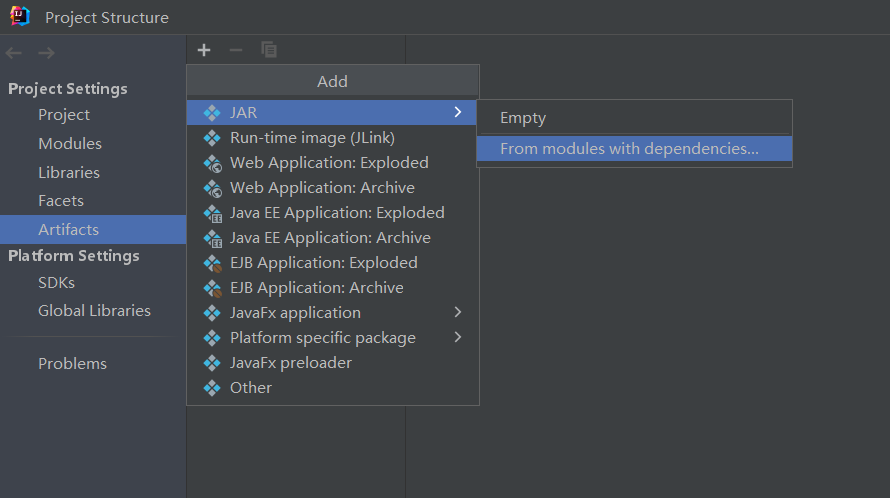 Project Structure
Project Settings
Project
Modules
Libraries
Facets
Artifacts
Platform Settings
SDKs
Global Libraries
Problems
Add
JAR
Run-time image (JLink)
Web Application: Exploded
Web Application: Archive
Java EE Application: Exploded
Java EE Application: Archive
EJB Application: Exploded
EJB Application: Archive
JavaFx application
Platform specific package
JavaFx preloader
Other
Empty
From modules with dependencies...